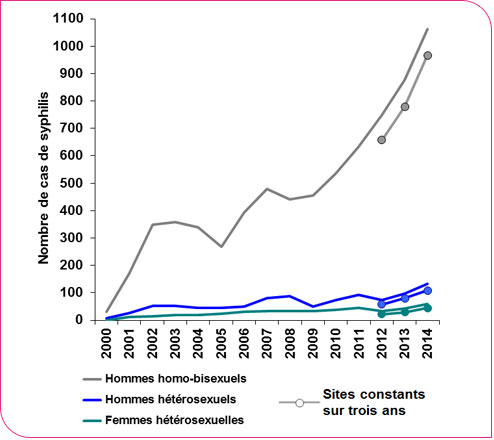 1100
1000
900
800
700
600
500
400
300
200
100
0
Nombre de cas de syphilis
2000 2001 2002 2003 2004 2005 2006 2007 2008 2009 2010 2011 2012 2013 2014
Hommes homo-bisexuels
Hommes hétérosexuels
Femmes hétérosexuelles
Sites constants
sur trois ans